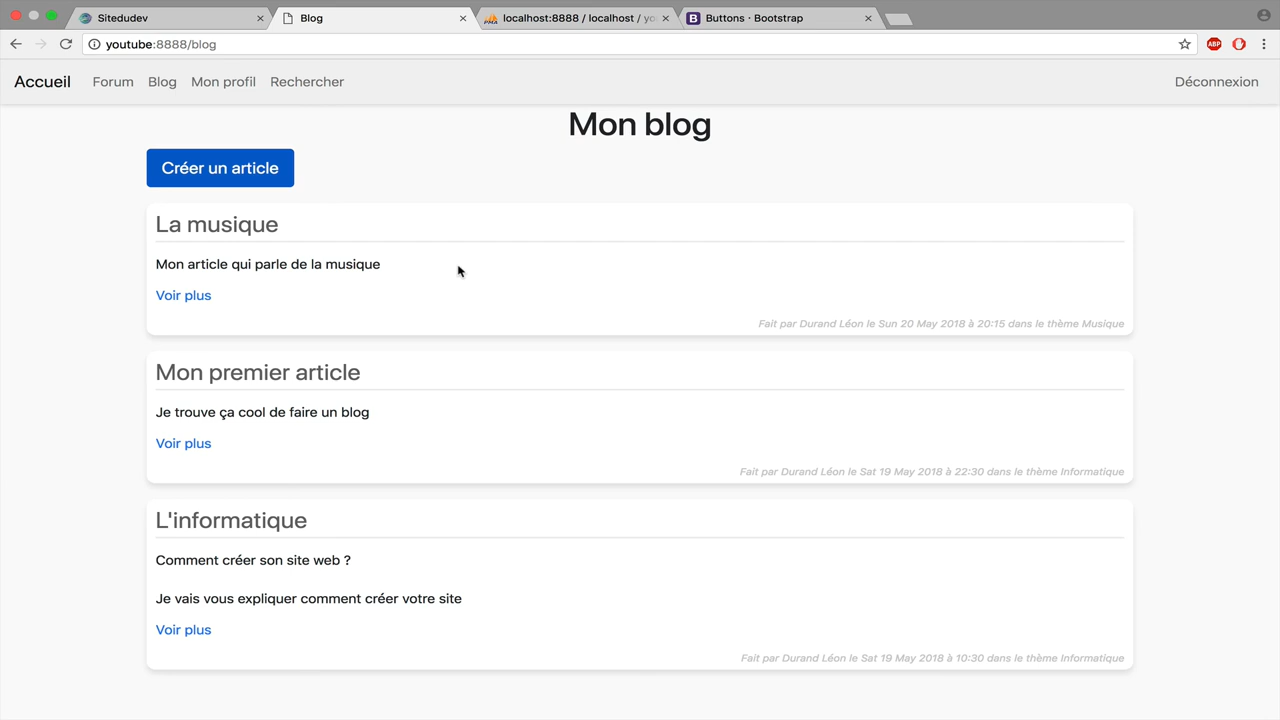 Sitedudev
Blog
localhost:8888 / localhost / yo
Buttons · Bootstrap
youtube:8888/blog
ABP
Accueil Forum Blog Mon profil Rechercher Déconnexion
Mon blog
Créer un article
La musique
Mon article qui parle de la musique
Voir plus
Fait par Durand Léon le Sun 20 May 2018 à 20:15 dans le thème Musique
Mon premier article
Je trouve ça cool de faire un blog
Voir plus
Fait par Durand Léon le Sat 19 May 2018 à 22:30 dans le thème Informatique
L'informatique
Comment créer son site web ?
Je vais vous expliquer comment créer votre site
Voir plus
Fait par Durand Léon le Sat 19 May 2018 à 10:30 dans le thème Informatique